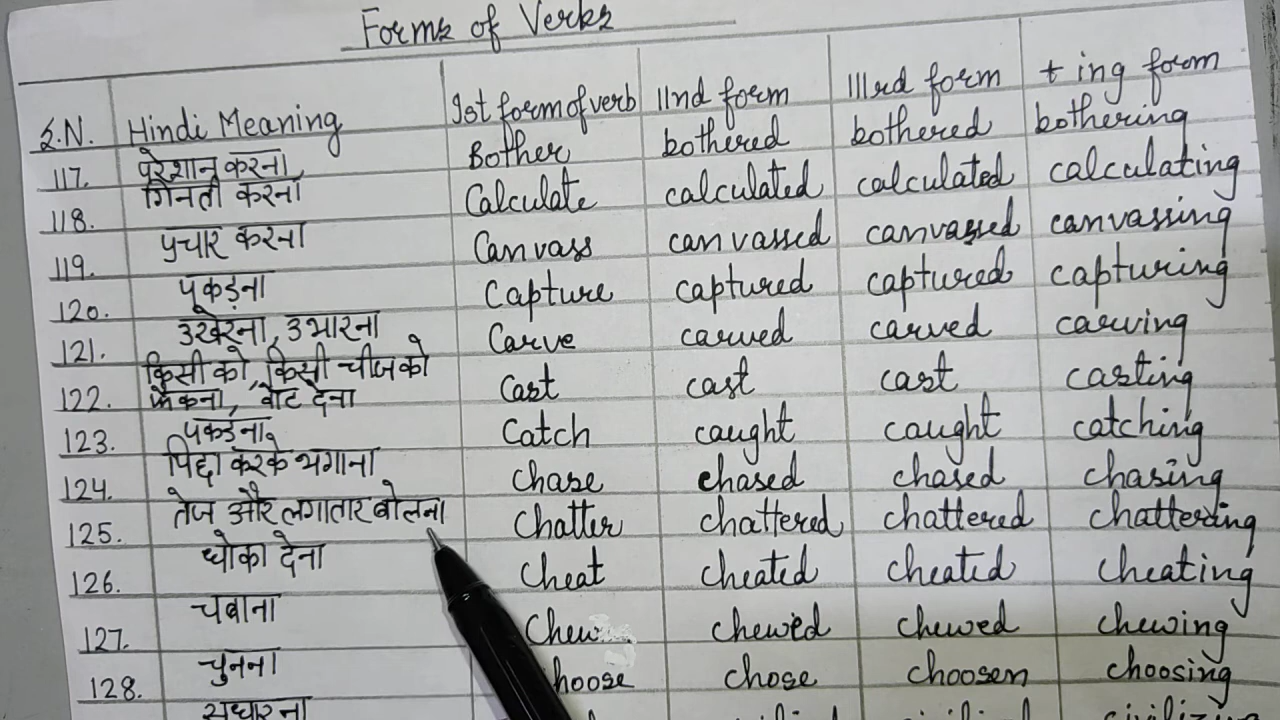 Forms of Verbs
S.N. Hindi Meaning Ist form of verb IInd form IIIrd form + ing form
117. परेशान करना Bother bothered bothered bothering
118. गिनती करना Calculate calculated calculated calculating
119. प्रचार करना Canvass canvassed canvassed canvassing
120. पकड़ना Capture captured captured capturing
121. उखेरना, उभारना Carve carved carved carving
122. किसी को, किसी चीज को फेंकना, वोट देना Cast cast cast casting
123. पकड़ना Catch caught caught catching
124. पिद्दा करके भगाना Chase chased chased chasing
125. तेज और लगातार बोलना Chatter chattered chattered chattering
126. धोका देना Cheat cheated cheated cheating
127. चबाना Chew chewed chewed chewing
128. चुनना hoose chose choosen choosing
सुधारना